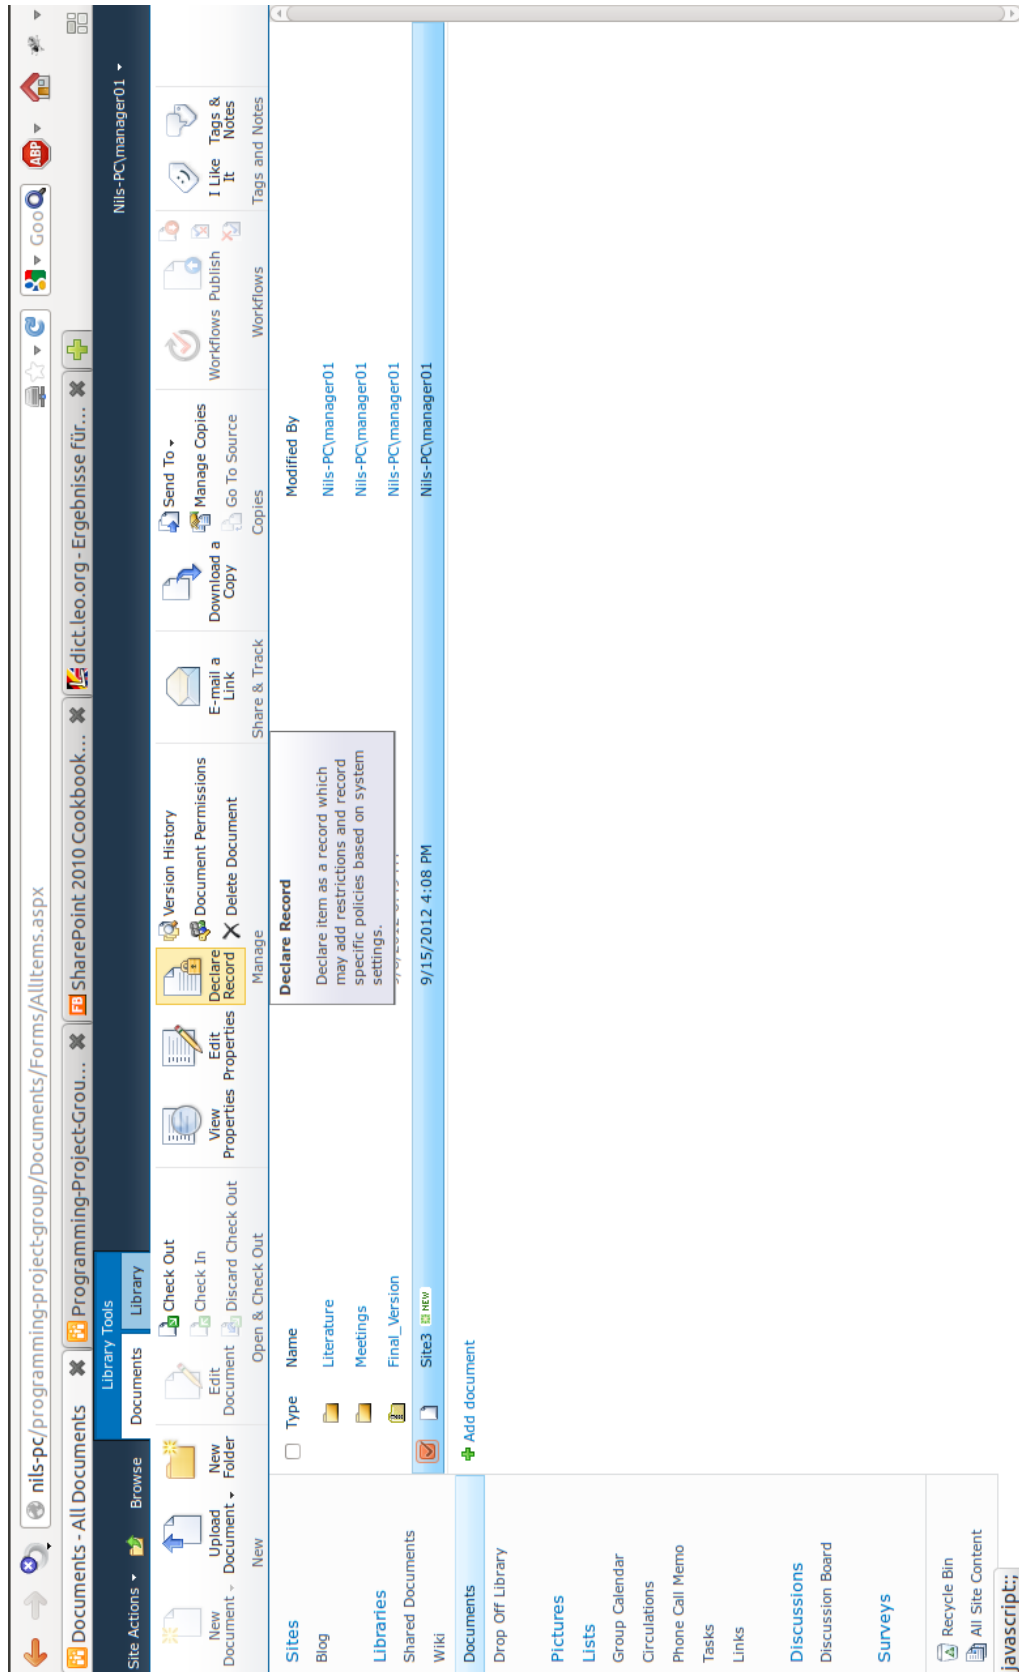 nils-pc/programming-project-group/Documents/Forms/AllItems.aspx
Goo
ABP
Documents - All Documents
Programming-Project-Grou...
FB SharePoint 2010 Cookbook...
dict.leo.org - Ergebnisse für...
Library Tools
Site Actions
Browse
Documents
Library
Nils-PC\manager01
New Document
Upload Document
New Folder
New
Edit Document
Check Out
Check In
Discard Check Out
Open & Check Out
View Properties
Edit Properties
Declare Record
Version History
Document Permissions
Delete Document
Manage
E-mail a Link
Share & Track
Download a Copy
Send To
Manage Copies
Go To Source
Copies
Workflows
Publish
Workflows
I Like It
Tags & Notes
Tags and Notes
Declare Record
Declare item as a record which
may add restrictions and record
specific policies based on system
settings.
Sites
Blog
Libraries
Shared Documents
Wiki
Documents
Drop Off Library
Pictures
Lists
Group Calendar
Circulations
Phone Call Memo
Tasks
Links
Discussions
Discussion Board
Surveys
Recycle Bin
All Site Content
Type Name Modified By
Literature Nils-PC\manager01
Meetings Nils-PC\manager01
Final_Version Nils-PC\manager01
Site3 NEW 9/15/2012 4:08 PM Nils-PC\manager01
Add document
javascript:;